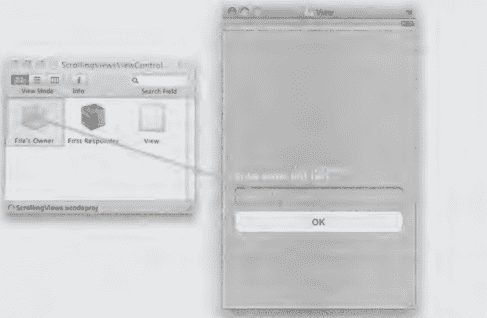 View
ScrollingViewsViewControl...
View Mode
Info
Search Field
File's Owner
First Responder
View
ScrollingViews.xcodeproj
OK